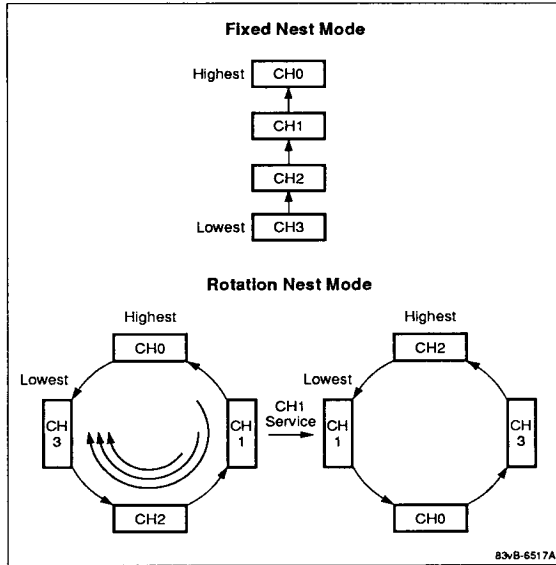 Fixed Nest Mode
Highest
CH0
CH1
CH2
Lowest
CH3
Rotation Nest Mode
Highest
CH0
Lowest
CH
3
CH
1
CH2
CH1
Service
Highest
CH2
Lowest
CH
1
CH
3
CH0
83vB-6517A